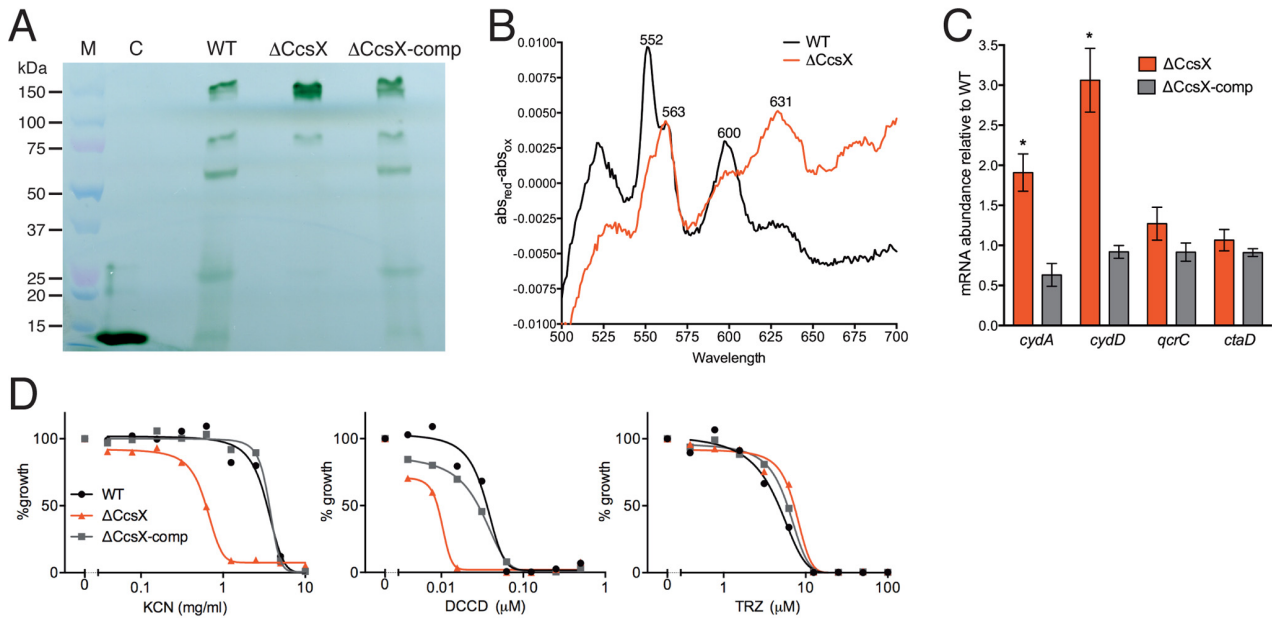 A
M C WT ΔCcsX ΔCcsX-comp
kDa
150
100
75
50
37
25
20
15
B
0.0100
0.0075
0.0050
0.0025
0.0000
-0.0025
-0.0050
-0.0075
-0.0100
abs_red-abs_ox
552
563
600
631
WT
ΔCcsX
500 525 550 575 600 625 650 675 700
Wavelength
C
3.5
3.0
2.5
2.0
1.5
1.0
0.5
0.0
mRNA abundance relative to WT
*
*
ΔCcsX
ΔCcsX-comp
cydA cydD qcrC ctaD
D
100
50
0
%growth
WT
ΔCcsX
ΔCcsX-comp
0 0.1 1 10
KCN (mg/ml)
100
50
0
% growth
0 0.01 0.10 1
DCCD (μM)
100
50
0
% growth
0 1 10 100
TRZ (μM)